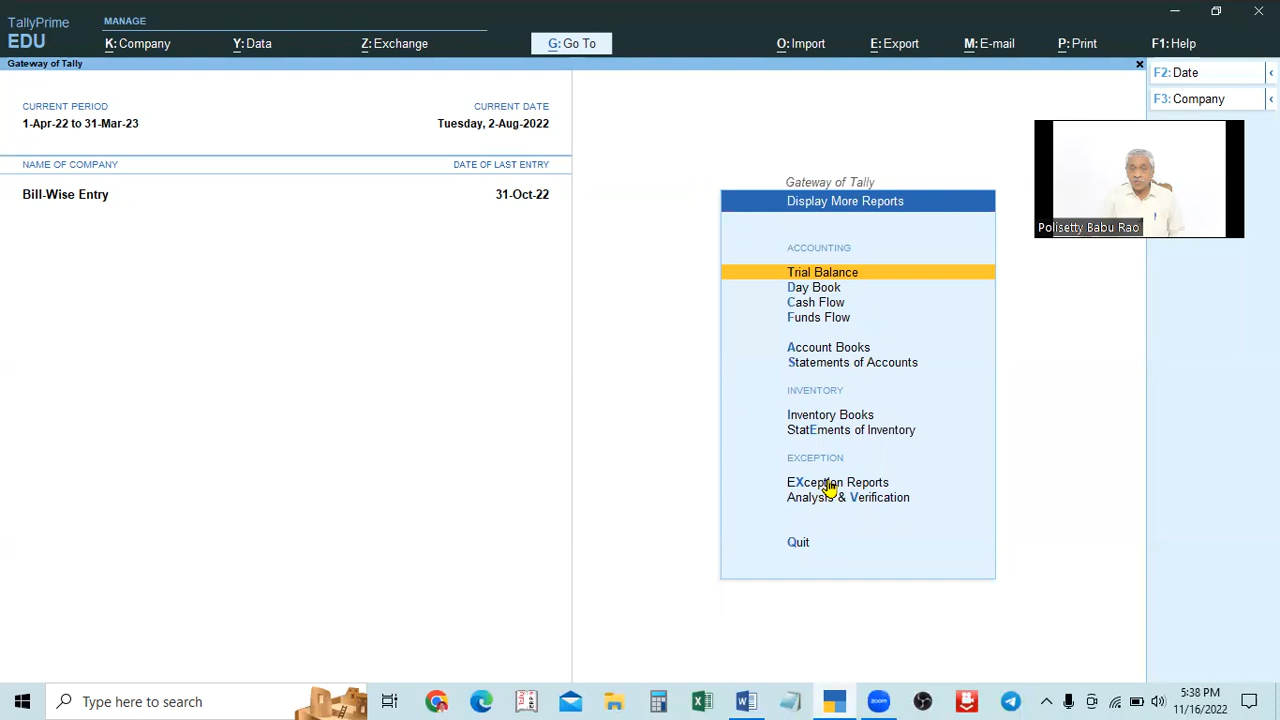 TallyPrime
EDU
MANAGE
K: Company
Y: Data
Z: Exchange
G: Go To
O: Import
E: Export
M: E-mail
P: Print
F1: Help
Gateway of Tally
F2: Date
F3: Company
CURRENT PERIOD
CURRENT DATE
1-Apr-22 to 31-Mar-23
Tuesday, 2-Aug-2022
NAME OF COMPANY
DATE OF LAST ENTRY
Bill-Wise Entry
31-Oct-22
Gateway of Tally
Display More Reports
ACCOUNTING
Trial Balance
Day Book
Cash Flow
Funds Flow
Account Books
Statements of Accounts
INVENTORY
Inventory Books
StatEments of Inventory
EXCEPTION
EXception Reports
Analysis & Verification
Quit
Polisetty Babu Rao
Type here to search
zoom
5:38 PM
11/16/2022